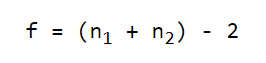 f = (n₁ + n₂) - 2